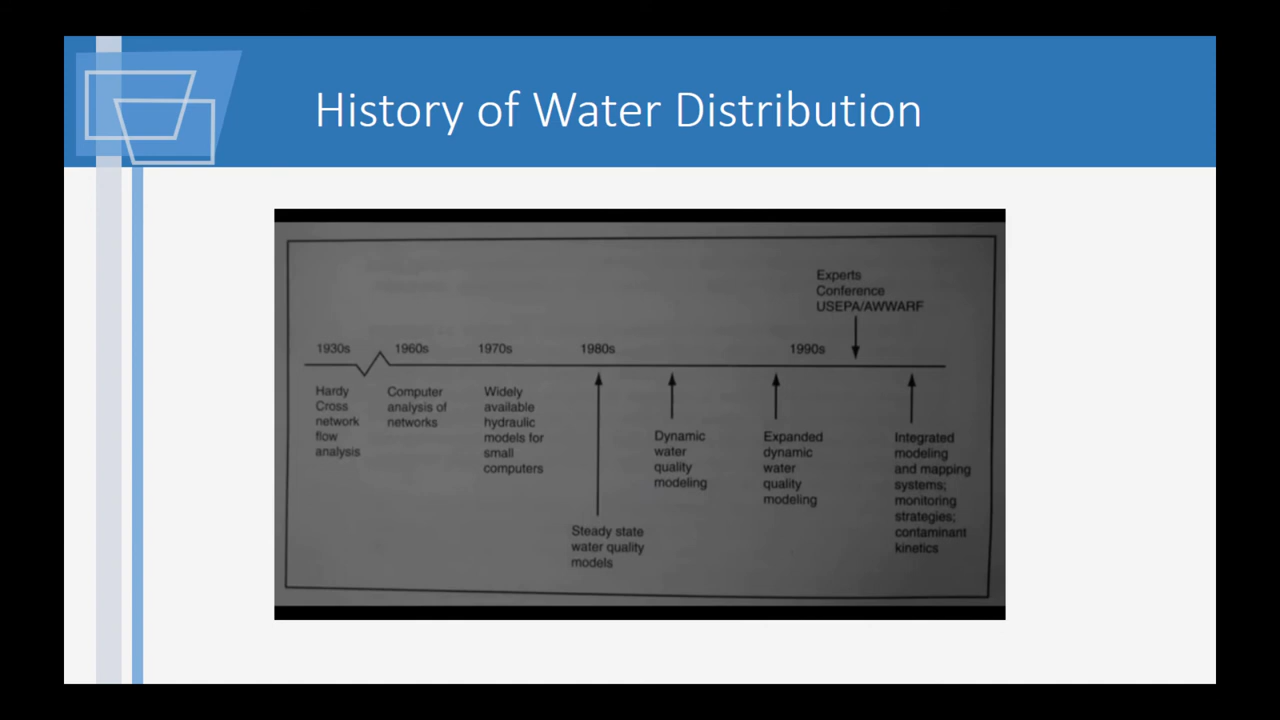 History of Water Distribution
Experts
Conference
USEPA/AWWARF
1930s
1960s
1970s
1980s
1990s
Hardy
Cross
network
flow
analysis
Computer
analysis of
networks
Widely
available
hydraulic
models for
small
computers
Steady state
water quality
models
Dynamic
water
quality
modeling
Expanded
dynamic
water
quality
modeling
Integrated
modeling
and mapping
systems;
monitoring
strategies;
contaminant
kinetics